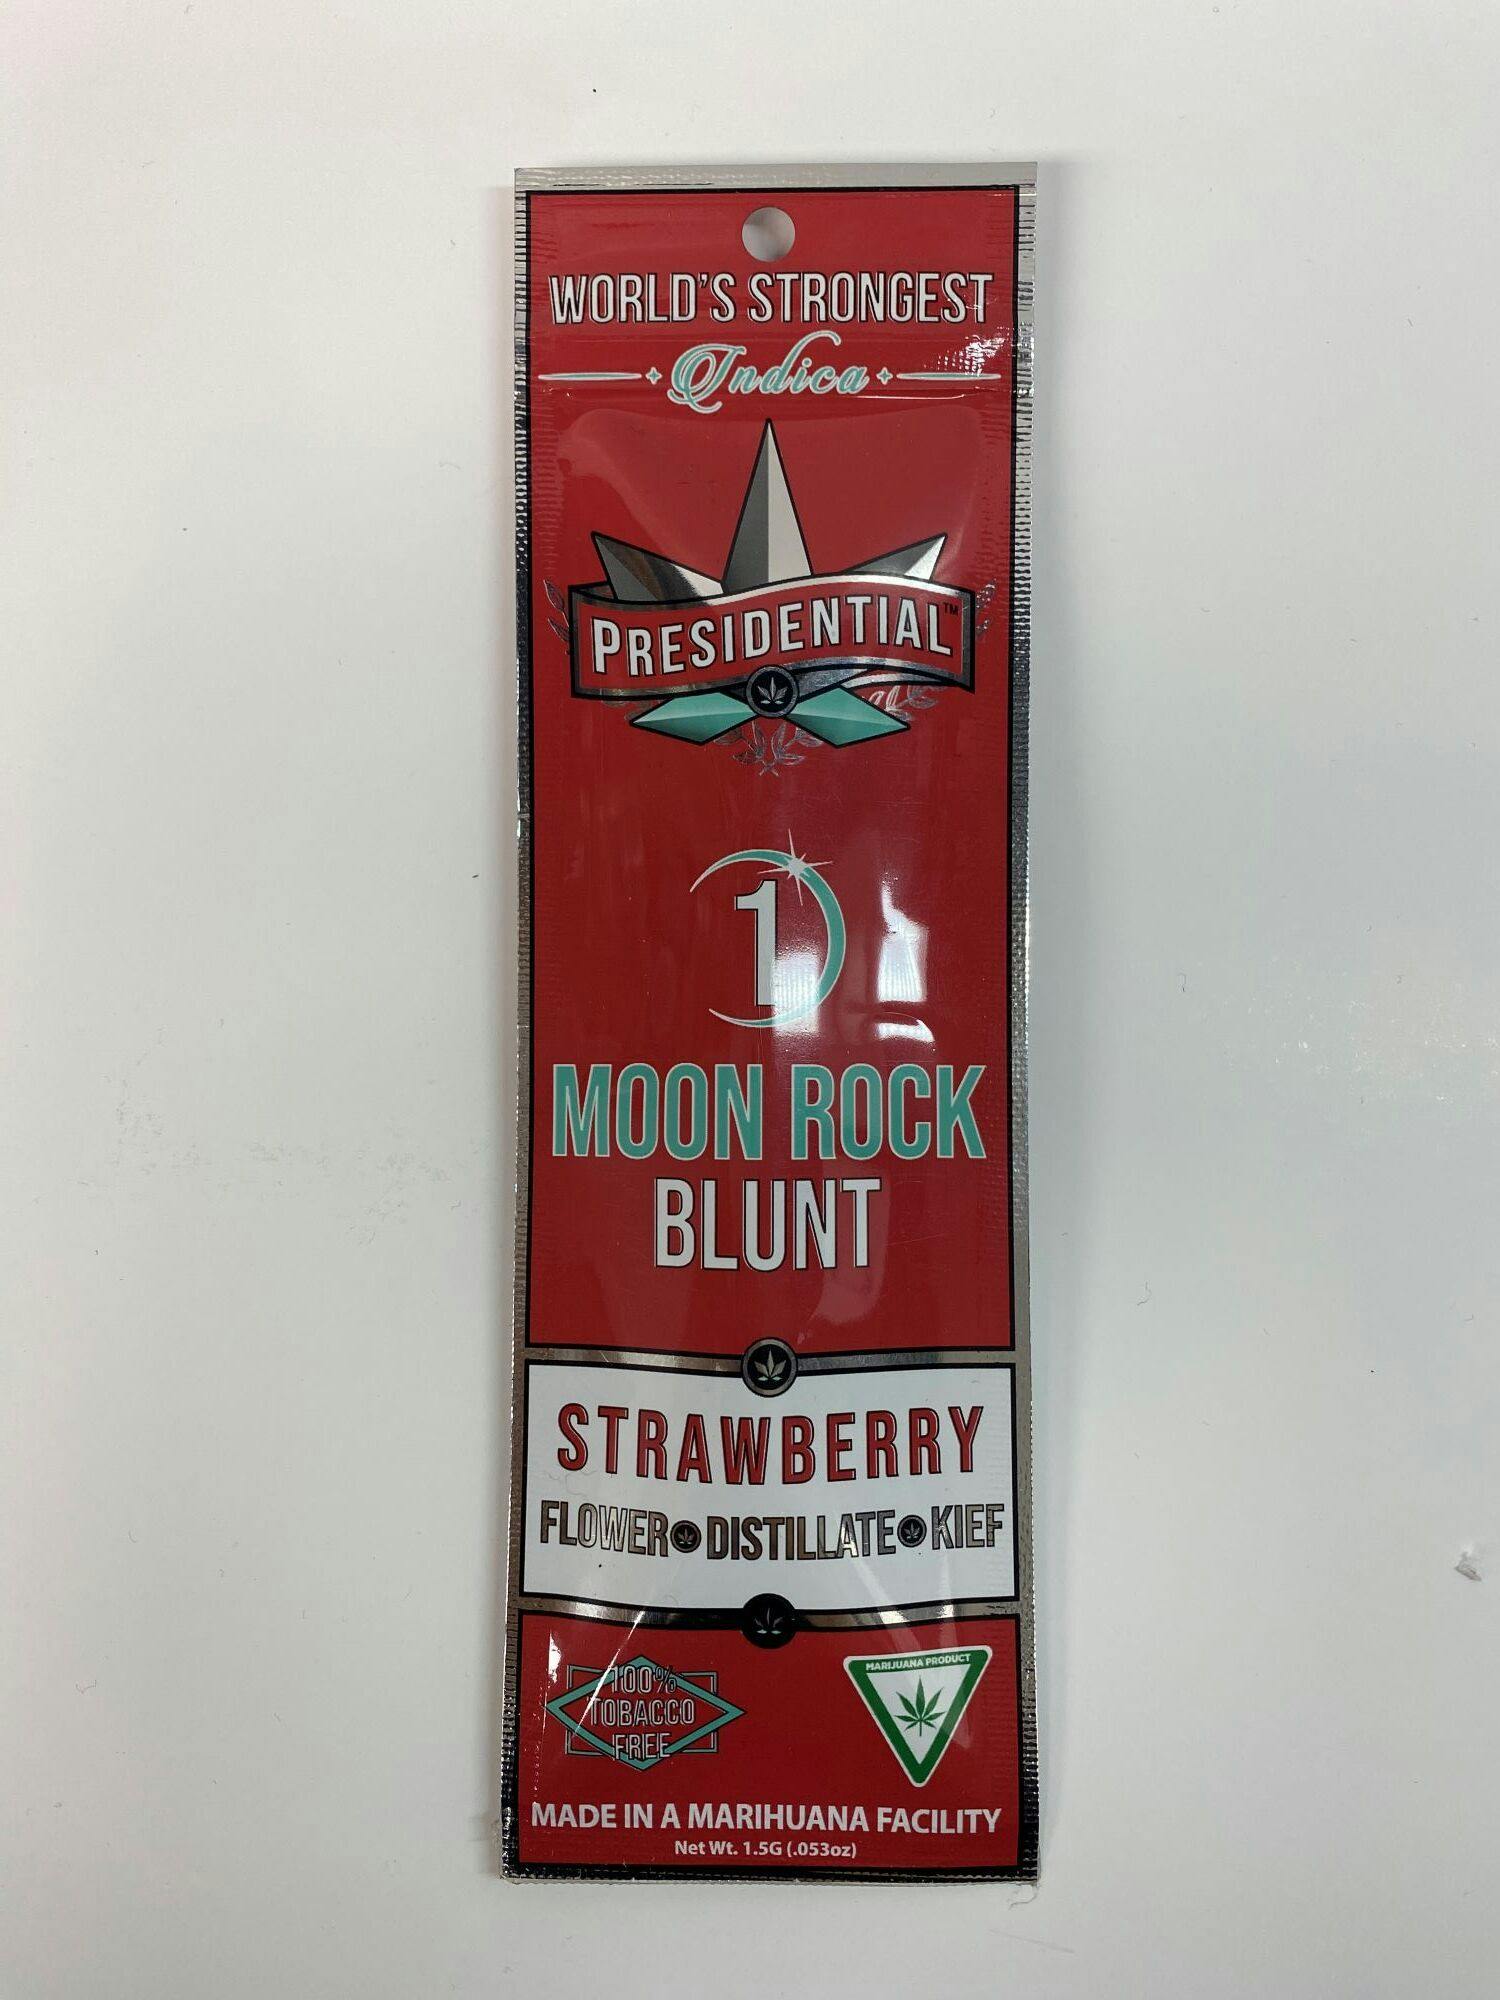 WORLD'S STRONGEST
Indica
PRESIDENTIAL™
1
MOON ROCK
BLUNT
STRAWBERRY
FLOWER DISTILLATE KIEF
100%
TOBACCO
FREE
MARIJUANA PRODUCT
MADE IN A MARIHUANA FACILITY
Net Wt. 1.5G (.053oz)